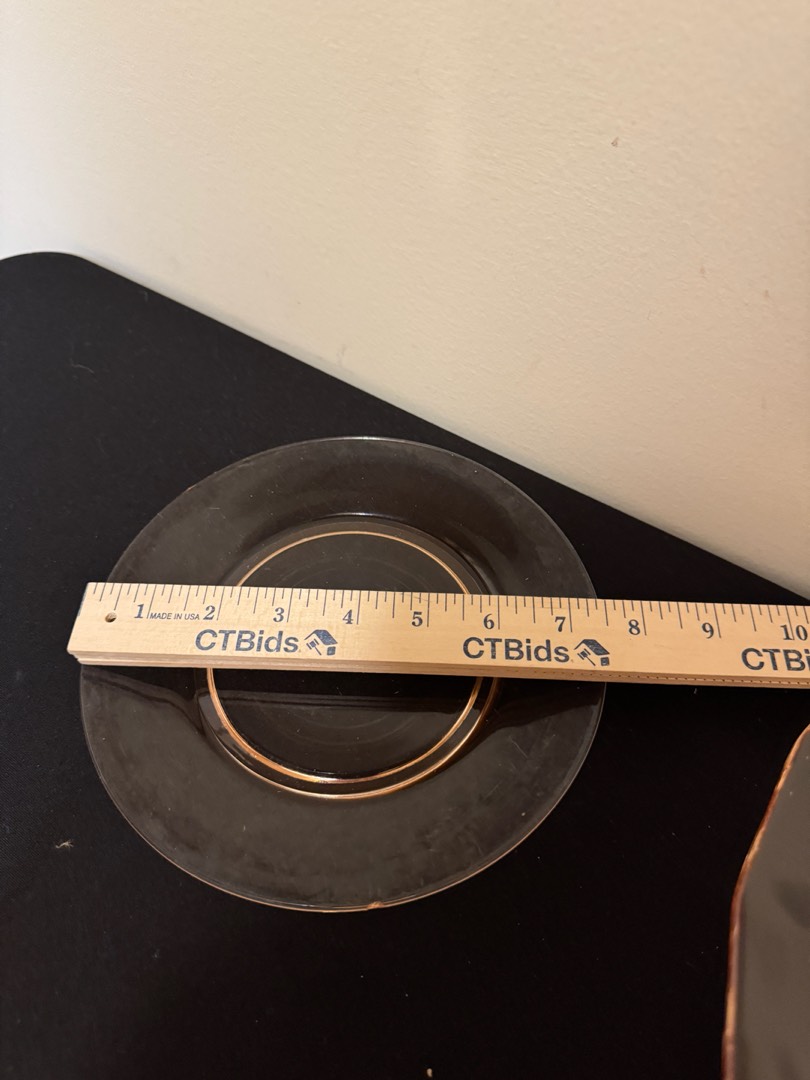 1 MADE IN USA 2 3 4 5 6 7 8 9 10
CTBids CTBids CTBi